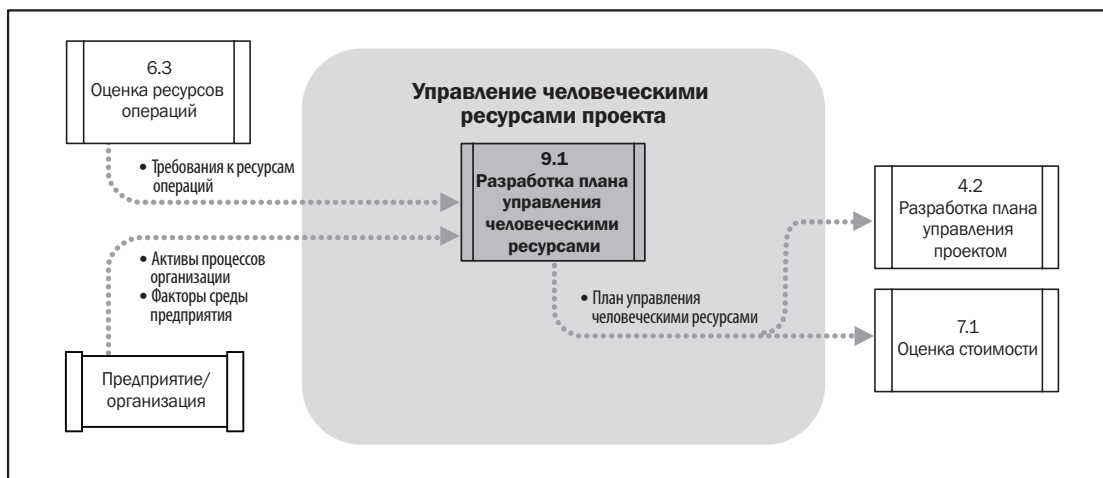 6.3
Оценка ресурсов
операций
Управление человеческими
ресурсами проекта
• Требования к ресурсам
операций
9.1
Разработка плана
управления
человеческими
ресурсами
4.2
Разработка плана
управления
проектом
• Активы процессов
организации
• Факторы среды
предприятия
• План управления
человеческими ресурсами
7.1
Оценка стоимости
Предприятие/
организация